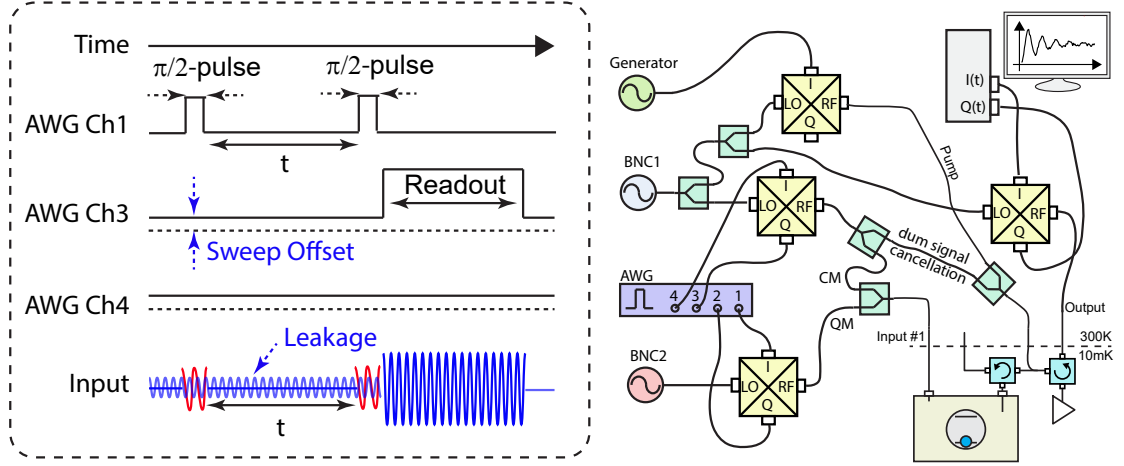 Time
π/2-pulse
π/2-pulse
AWG Ch1
t
AWG Ch3
Readout
Sweep Offset
AWG Ch4
Leakage
Input
t
Generator
I
LO
RF
Q
I(t)
Q(t)
BNC1
Pump
I
LO
RF
Q
I
LO
RF
Q
dum signal
cancellation
AWG
4
3
2
1
CM
QM
Output
Input #1
300K
10mK
BNC2
I
LO
RF
Q